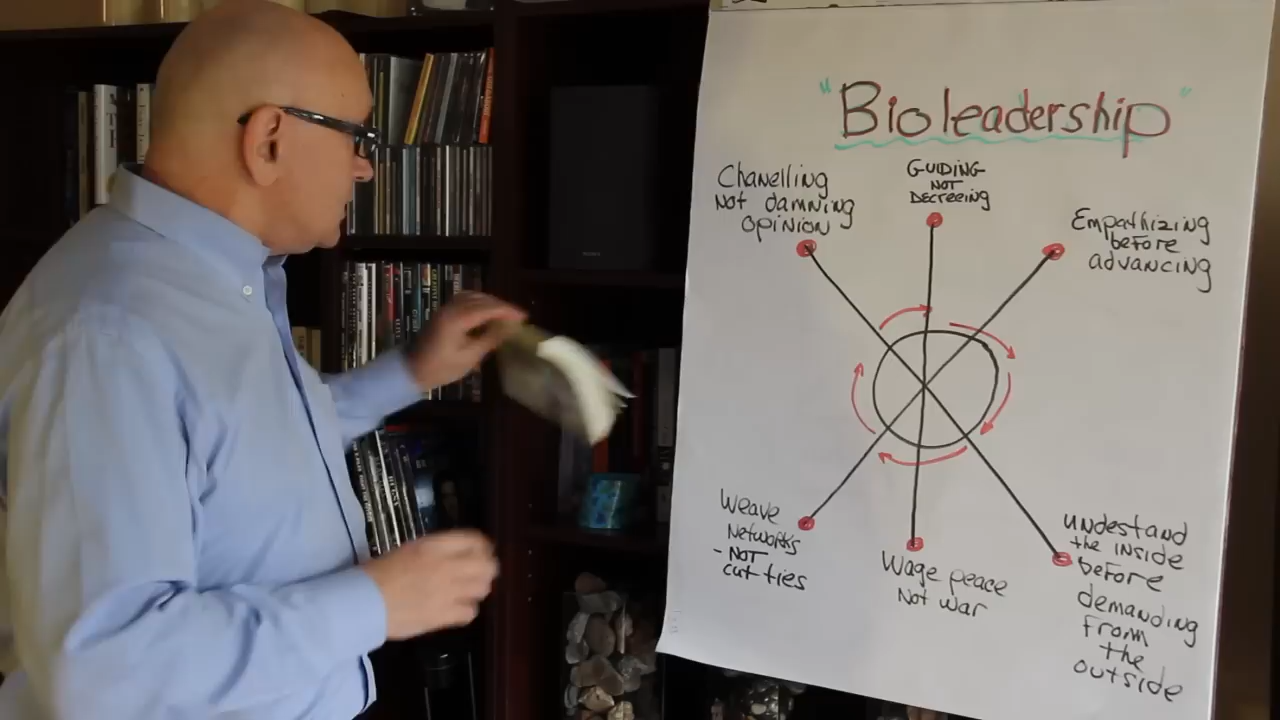 "Bioleadership"
Chanelling
Not damning
opinion
GUIDING
NOT
DECREEING
Empathizing
before
advancing
Weave
Networks
- NOT
cut ties
Wage peace
Not war
undestand
the inside
before
demanding
from
the
outside
SONY